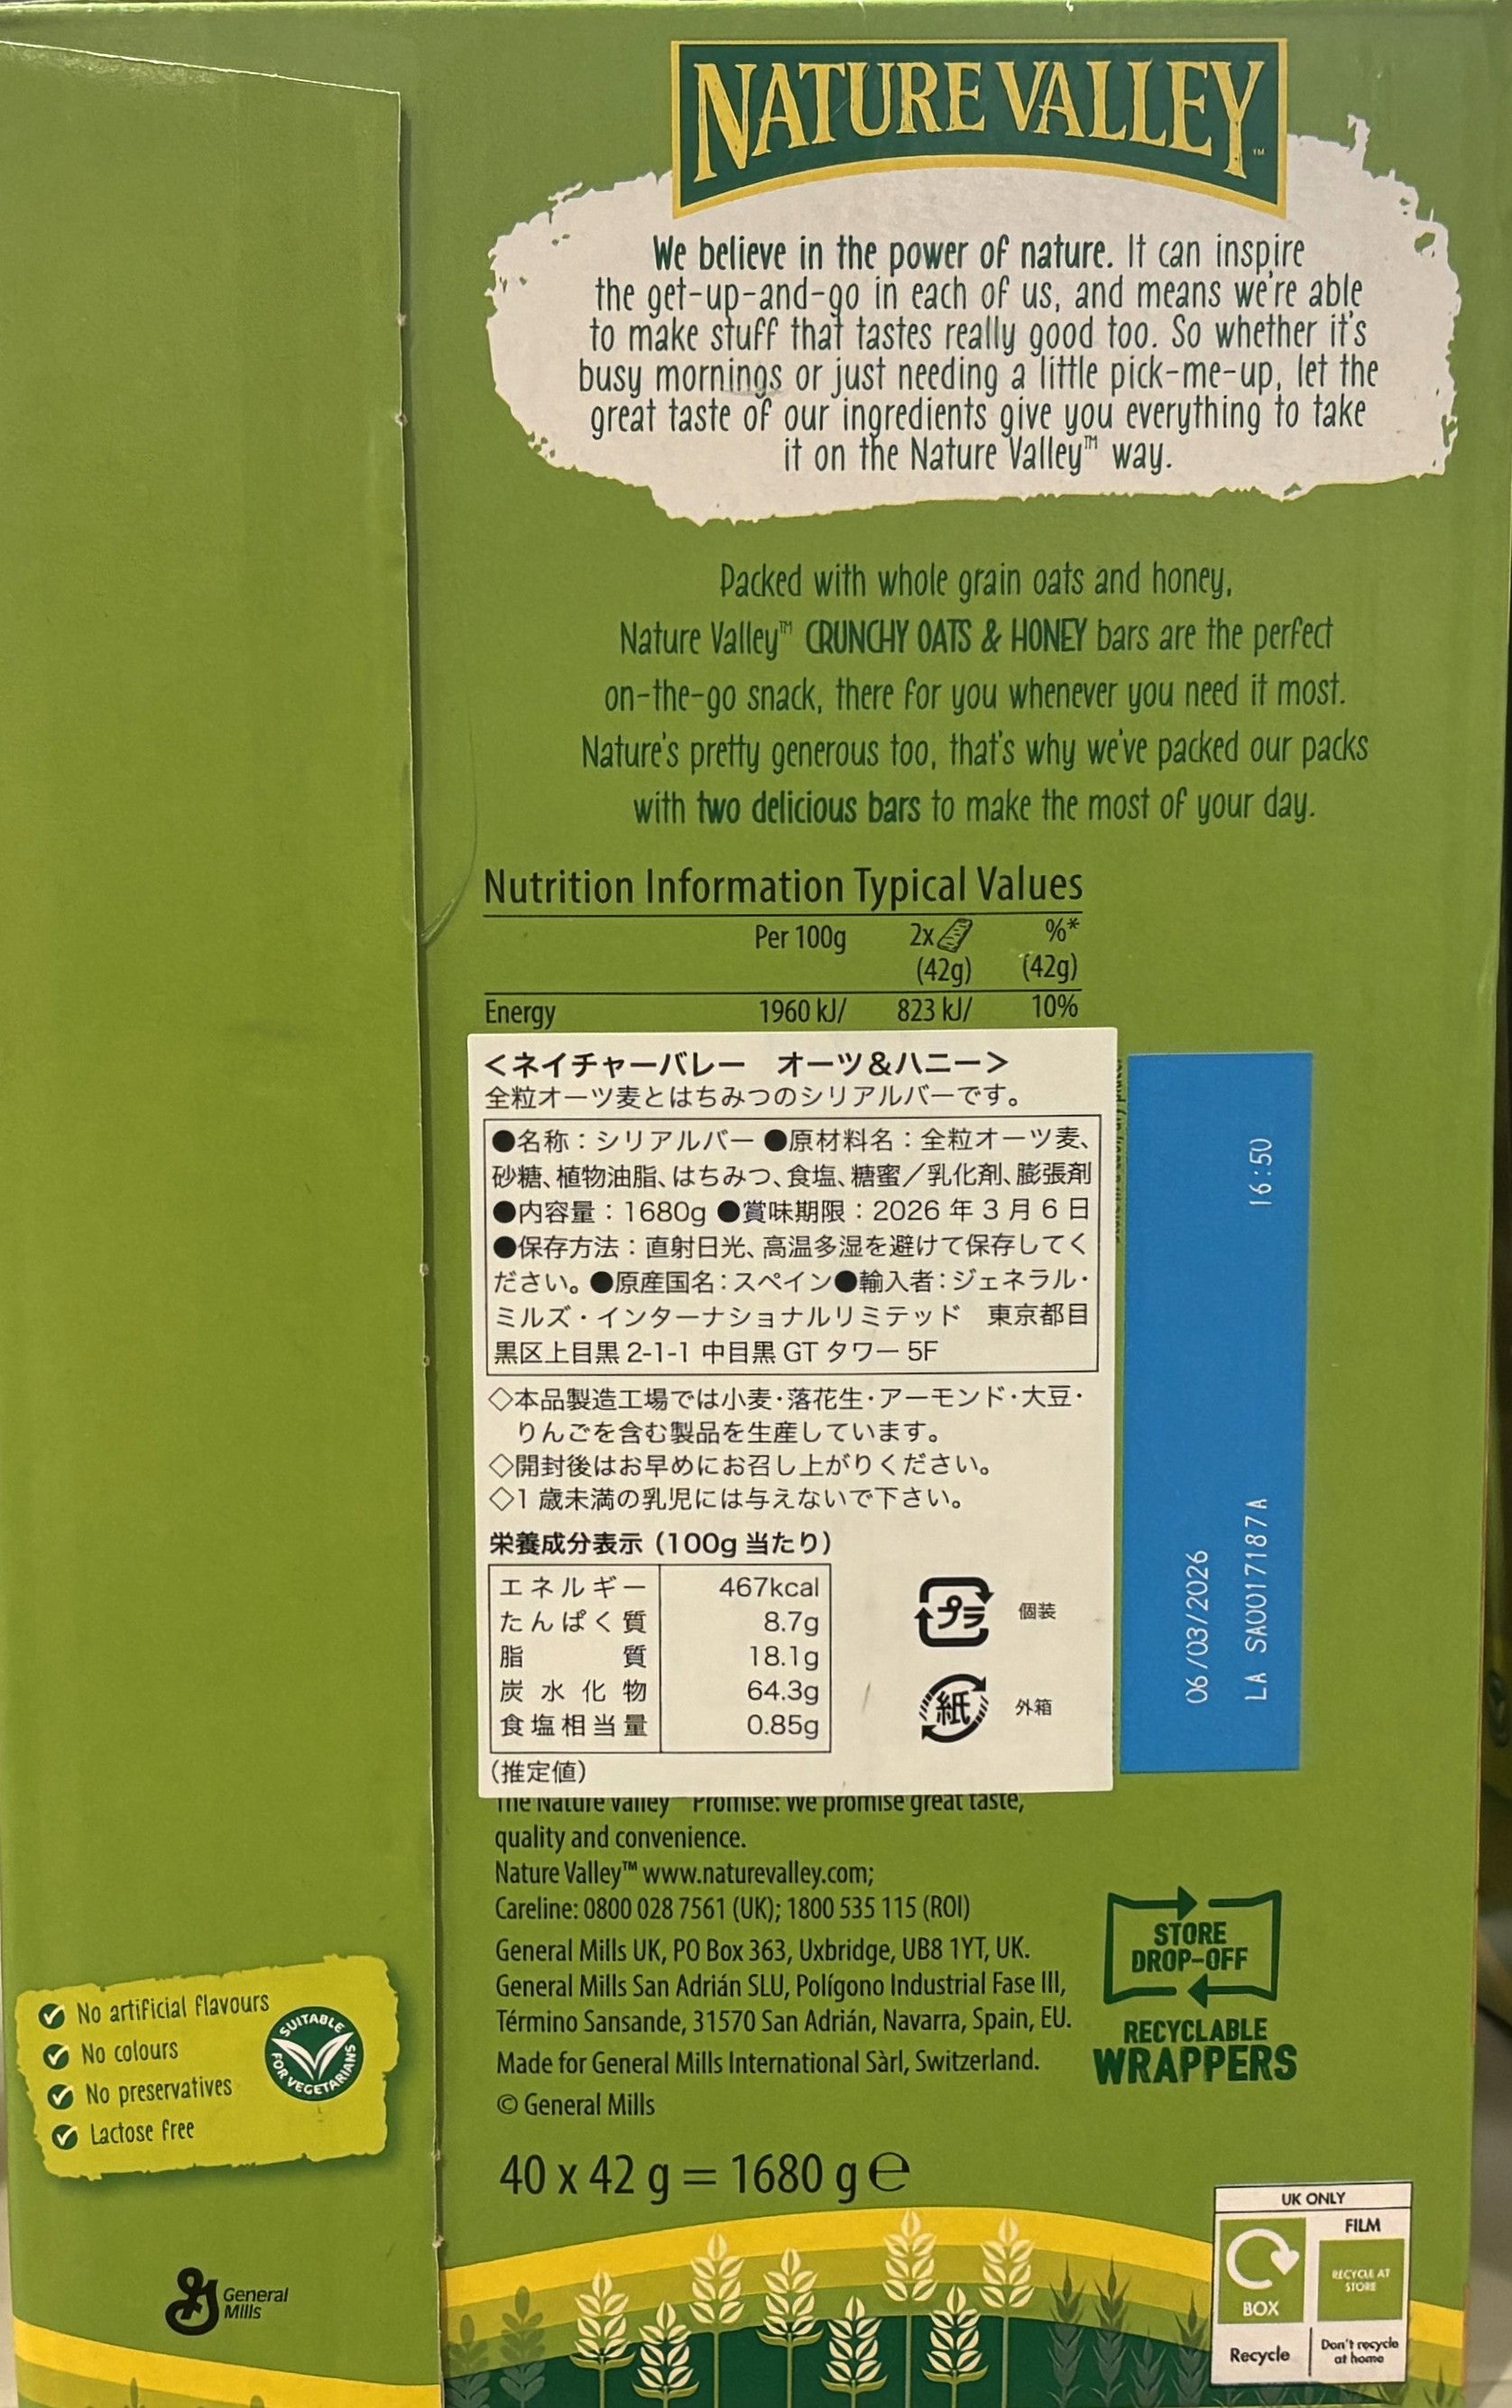 NATURE VALLEY™
We believe in the power of nature. It can inspire
the get-up-and-go in each of us, and means we're able
to make stuff that tastes really good too. So whether it's
busy mornings or just needing a little pick-me-up, let the
great taste of our ingredients give you everything to take
it on the Nature Valley™ way.
Packed with whole grain oats and honey,
Nature Valley™ CRUNCHY OATS & HONEY bars are the perfect
on-the-go snack, there for you whenever you need it most.
Nature's pretty generous too, that's why we've packed our packs
with two delicious bars to make the most of your day.
Nutrition Information Typical Values
Per 100g 2x %*
(42g) (42g)
Energy 1960 kJ/ 823 kJ/ 10%
<ネイチャーバレー オーツ&ハニー>
全粒オーツ麦とはちみつのシリアルバーです。
●名称：シリアルバー ●原材料名：全粒オーツ麦、
砂糖、植物油脂、はちみつ、食塩、糖蜜／乳化剤、膨張剤
●内容量：1680g ●賞味期限：2026 年 3 月 6 日
●保存方法：直射日光、高温多湿を避けて保存してく
ださい。●原産国名：スペイン●輸入者：ジェネラル・
ミルズ・インターナショナルリミテッド 東京都目
黒区上目黒 2-1-1 中目黒 GT タワー 5F
◇本品製造工場では小麦・落花生・アーモンド・大豆・
りんごを含む製品を生産しています。
◇開封後はお早めにお召し上がりください。
◇1 歳未満の乳児には与えないで下さい。
栄養成分表示（100g 当たり）
エネルギー 467kcal
たんぱく質 8.7g
脂質 18.1g
炭水化物 64.3g
食塩相当量 0.85g
（推定値）
プラ 個装
紙 外箱
06/03/2026
LA SA0017187A 16:50
The Nature Valley Promise: We promise great taste,
quality and convenience.
Nature Valley™ www.naturevalley.com;
Careline: 0800 028 7561 (UK); 1800 535 115 (ROI)
General Mills UK, PO Box 363, Uxbridge, UB8 1YT, UK.
General Mills San Adrián SLU, Polígono Industrial Fase III,
Término Sansande, 31570 San Adrián, Navarra, Spain, EU.
Made for General Mills International Sàrl, Switzerland.
© General Mills
40 x 42 g = 1680 g ℮
STORE
DROP-OFF
RECYCLABLE
WRAPPERS
No artificial flavours
No colours
No preservatives
Lactose free
SUITABLE FOR VEGETARIANS
General
Mills
UK ONLY
FILM
RECYCLE AT
STORE
BOX
Recycle
Don't recycle
at home